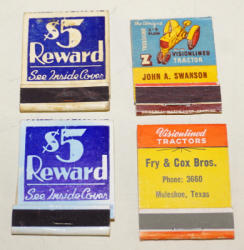 $5
Reward
See Inside Cover
the Complete
Z
VISIONLINED
TRACTOR
JOHN A. SWANSON
$5
Reward
See Inside Cover
Visionlined
TRACTORS
Fry & Cox Bros.
Phone: 3660
Muleshoe, Texas